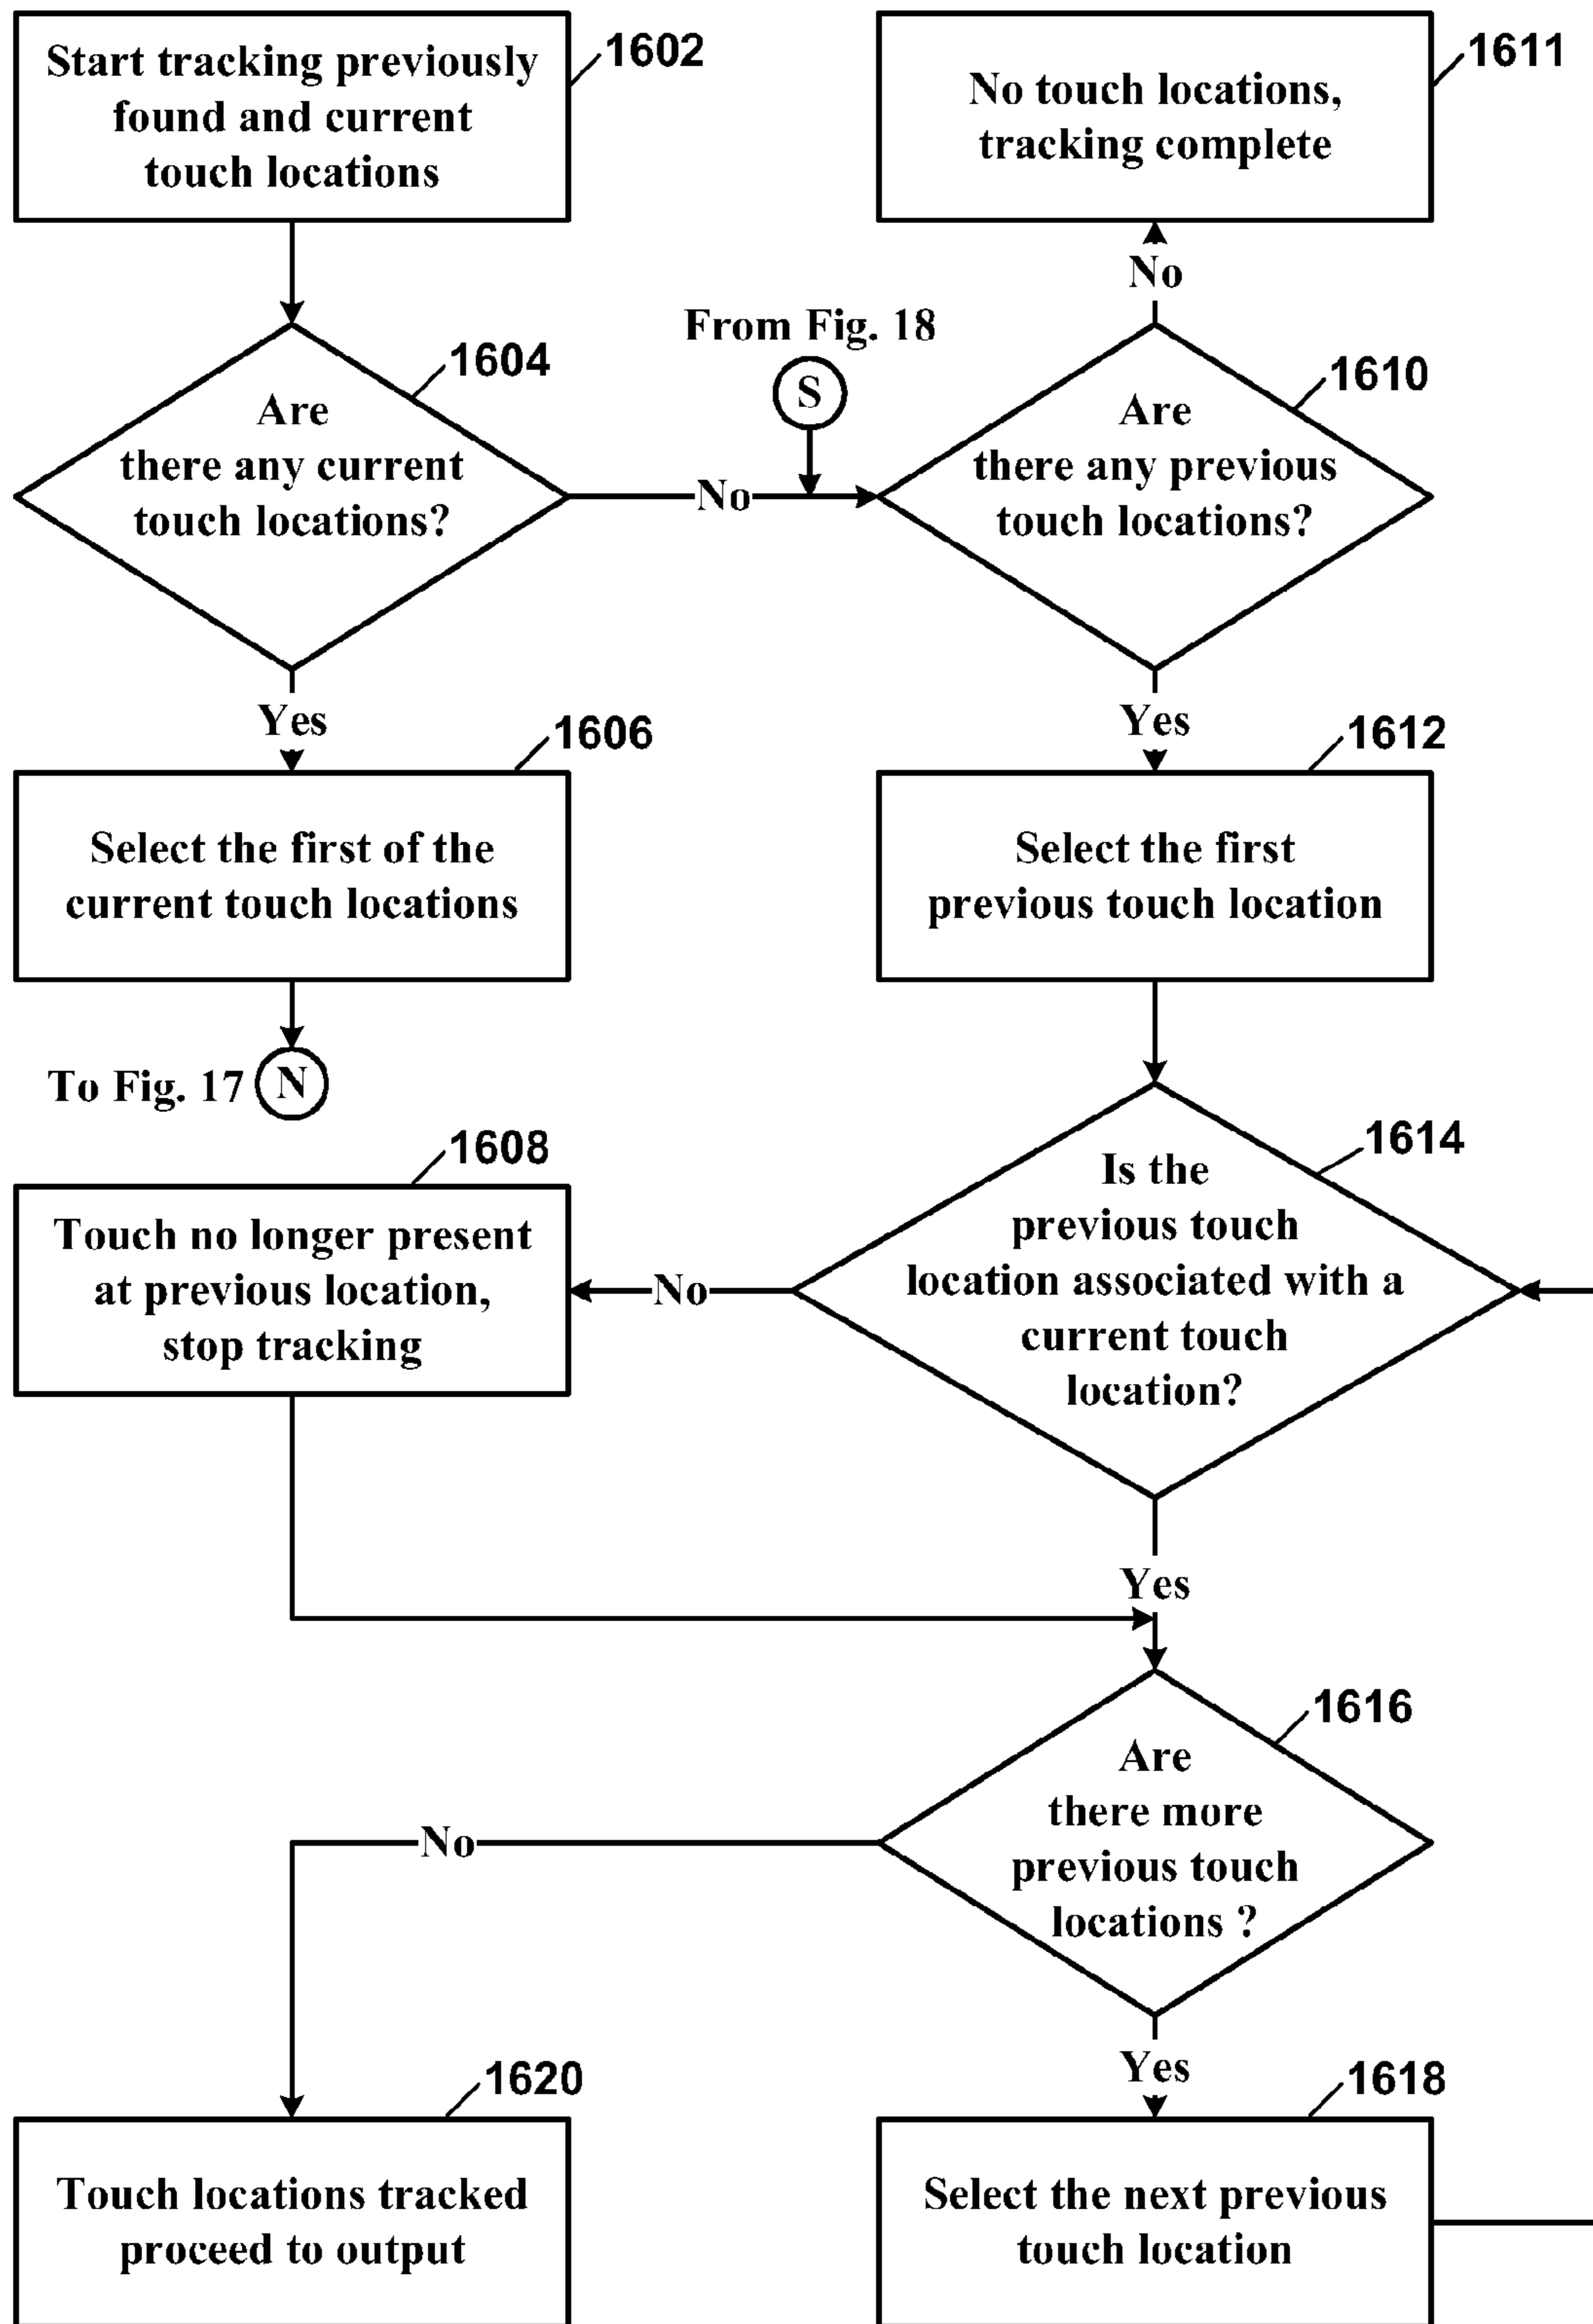 Start tracking previously
found and current
touch locations
1602
No touch locations,
tracking complete
1611
No
From Fig. 18
S
1604
Are
there any current
touch locations?
No
1610
Are
there any previous
touch locations?
Yes
1606
Select the first of the
current touch locations
Yes
1612
Select the first
previous touch location
To Fig. 17
N
1608
Touch no longer present
at previous location,
stop tracking
No
1614
Is the
previous touch
location associated with a
current touch
location?
Yes
1616
Are
there more
previous touch
locations ?
No
Yes
1620
Touch locations tracked
proceed to output
1618
Select the next previous
touch location